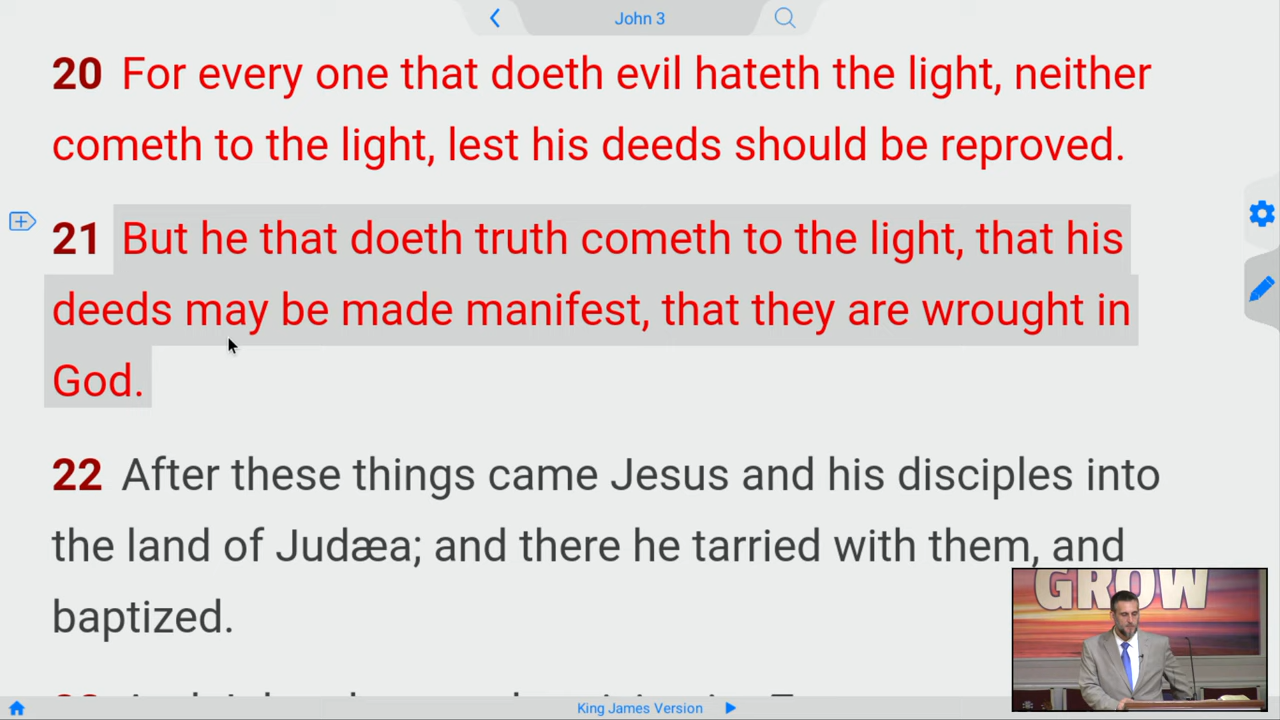 John 3
20 For every one that doeth evil hateth the light, neither
cometh to the light, lest his deeds should be reproved.
21 But he that doeth truth cometh to the light, that his
deeds may be made manifest, that they are wrought in
God.
22 After these things came Jesus and his disciples into
the land of Judæa; and there he tarried with them, and
baptized.
GROW
King James Version